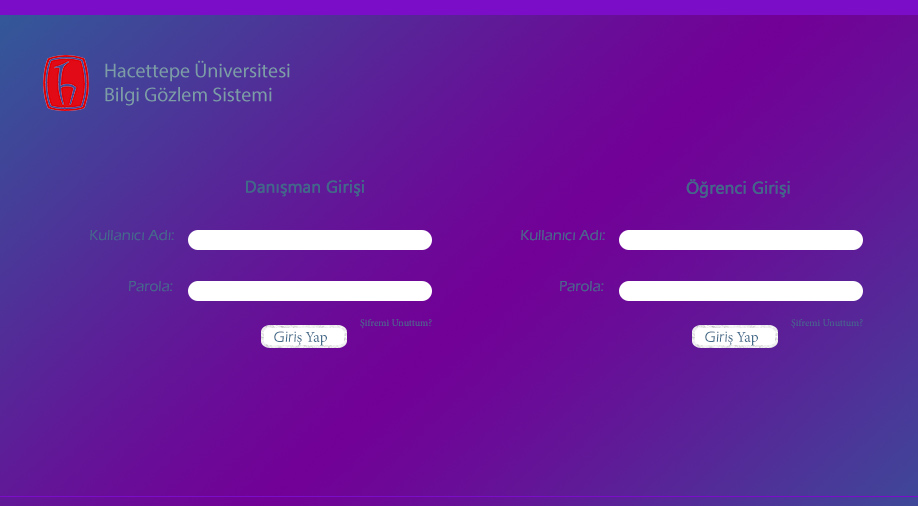 Hacettepe Üniversitesi
Bilgi Gözlem Sistemi
Danışman Girişi
Kullanıcı Adı:
Parola:
Şifremi Unuttum?
Giriş Yap
Öğrenci Girişi
Kullanıcı Adı:
Parola:
Şifremi Unuttum?
Giriş Yap